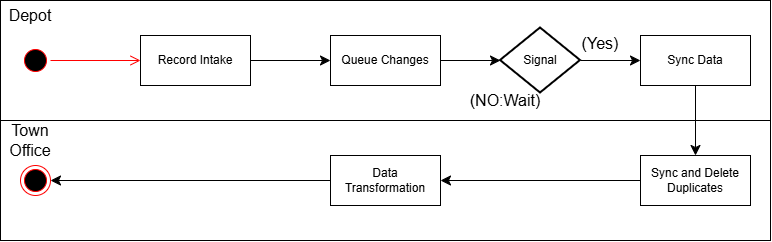 Depot
Record Intake
Queue Changes
Signal
(Yes)
Sync Data
(NO:Wait)
Town
Office
Data
Transformation
Sync and Delete
Duplicates